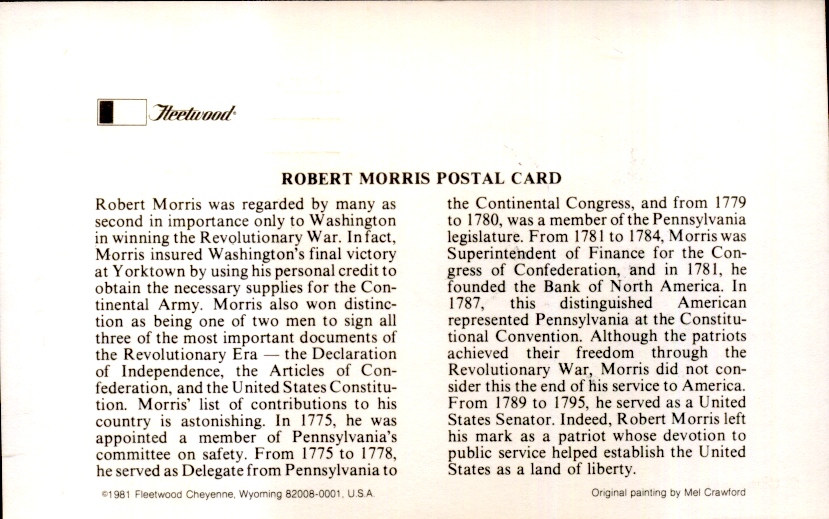 Fleetwood®
ROBERT MORRIS POSTAL CARD
Robert Morris was regarded by many as
second in importance only to Washington
in winning the Revolutionary War. In fact,
Morris insured Washington's final victory
at Yorktown by using his personal credit to
obtain the necessary supplies for the Con-
tinental Army. Morris also won distinc-
tion as being one of two men to sign all
three of the most important documents of
the Revolutionary Era — the Declaration
of Independence, the Articles of Con-
federation, and the United States Constitu-
tion. Morris' list of contributions to his
country is astonishing. In 1775, he was
appointed a member of Pennsylvania's
committee on safety. From 1775 to 1778,
he served as Delegate from Pennsylvania to
the Continental Congress, and from 1779
to 1780, was a member of the Pennsylvania
legislature. From 1781 to 1784, Morris was
Superintendent of Finance for the Con-
gress of Confederation, and in 1781, he
founded the Bank of North America. In
1787, this distinguished American
represented Pennsylvania at the Constitu-
tional Convention. Although the patriots
achieved their freedom through the
Revolutionary War, Morris did not con-
sider this the end of his service to America.
From 1789 to 1795, he served as a United
States Senator. Indeed, Robert Morris left
his mark as a patriot whose devotion to
public service helped establish the United
States as a land of liberty.
©1981 Fleetwood Cheyenne, Wyoming 82008-0001, U.S.A.
Original painting by Mel Crawford